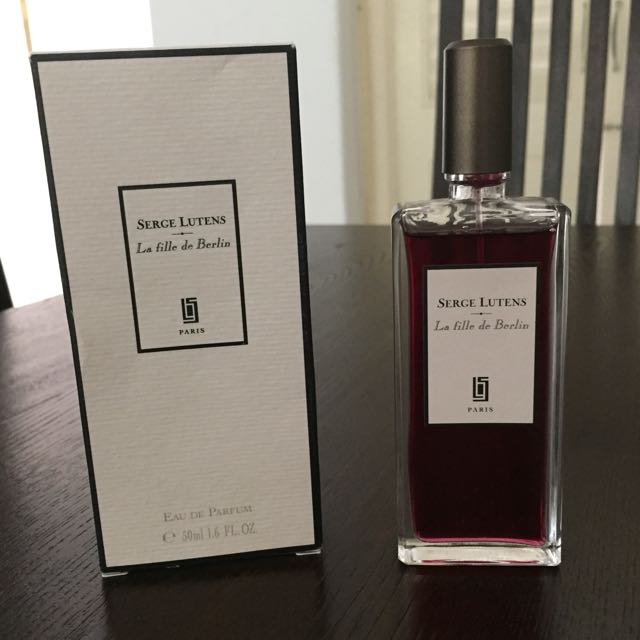 SERGE LUTENS
La fille de Berlin
PARIS
EAU DE PARFUM
℮ 50ml 1.6 FL.OZ.
SERGE LUTENS
La fille de Berlin
PARIS